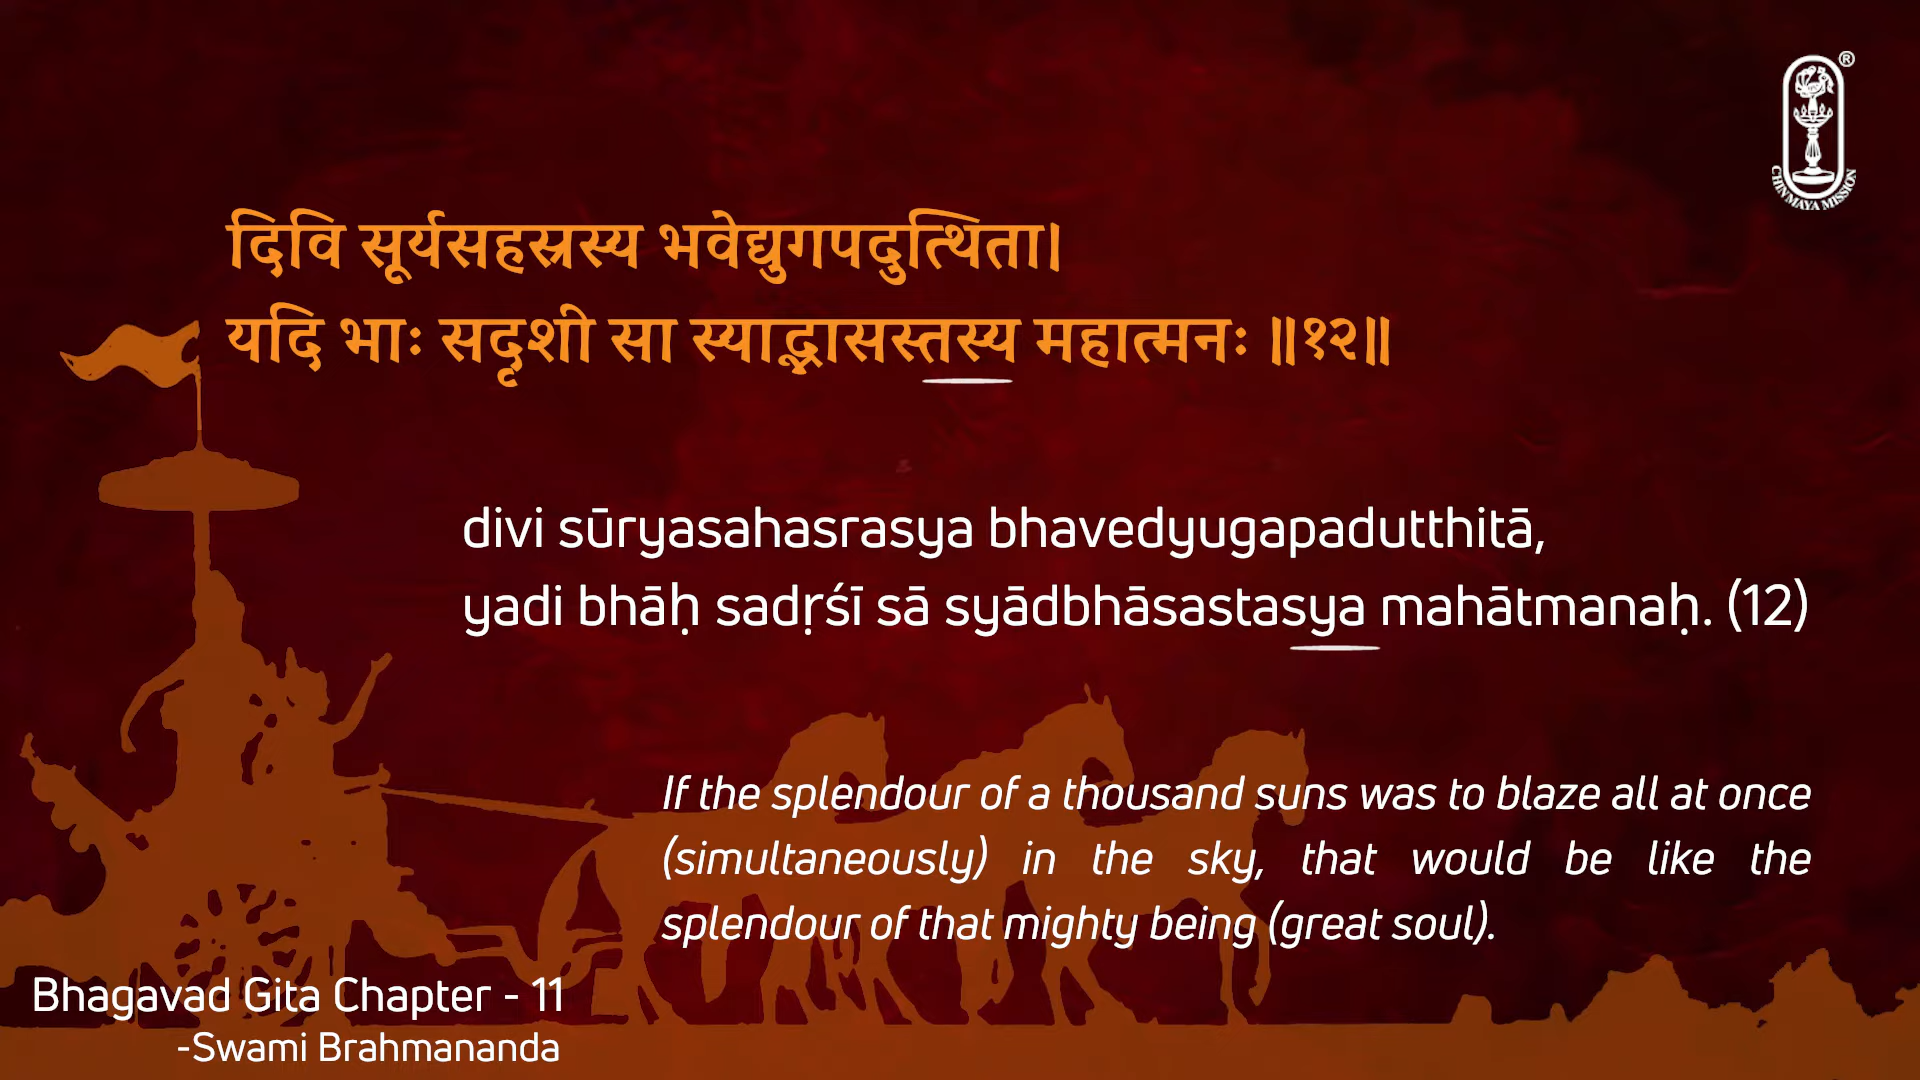 दिवि सूर्यसहस्रस्य भवेद्युगपदुत्थिता।
यदि भाः सदृशी सा स्याद्भासस्तस्य महात्मनः ॥१२॥
divi sūryasahasrasya bhavedyugapadutthitā,
yadi bhāḥ sadṛśī sā syādbhāsastasya mahātmanaḥ. (12)
If the splendour of a thousand suns was to blaze all at once
(simultaneously) in the sky, that would be like the
splendour of that mighty being (great soul).
Bhagavad Gita Chapter - 11
-Swami Brahmananda
®
CHINMAYA MISSION